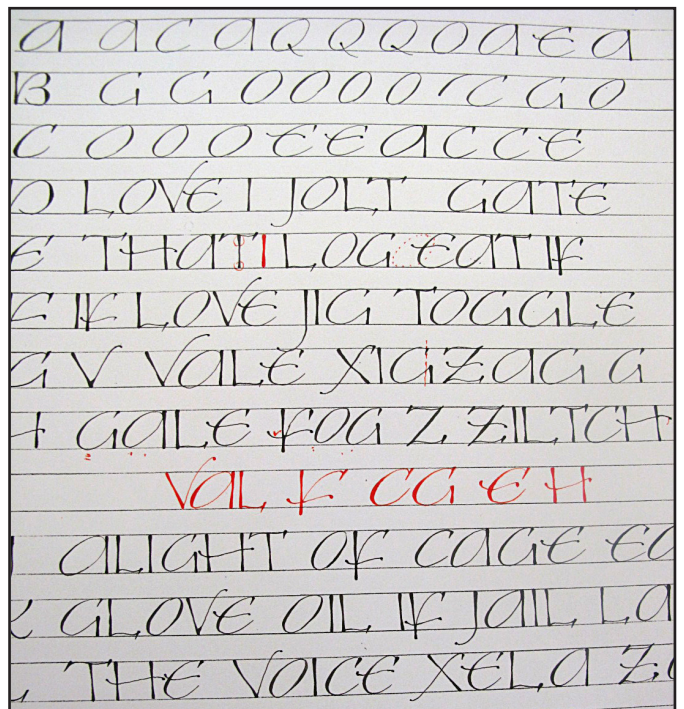 A A C A Q Q Q O A E A
B G G O O O O C G O
C O O O E E A C C E
D LOVE I JOLT GATE
E THAT I LOG EAT IF
F IF LOVE JIG TOGGLE
G V VALE XIGZAG G
H GALE FOG Z ZILTCH
VAL F CG E H
ALIGHT OF CAGE
GLOVE OIL IF JAIL LA
THE VOICE XELA